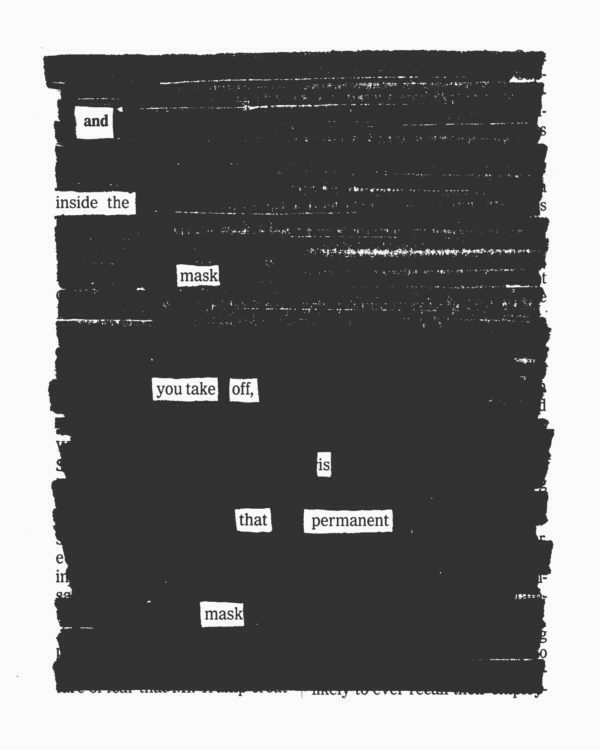 and
inside the
mask
you take off,
is
that permanent
mask